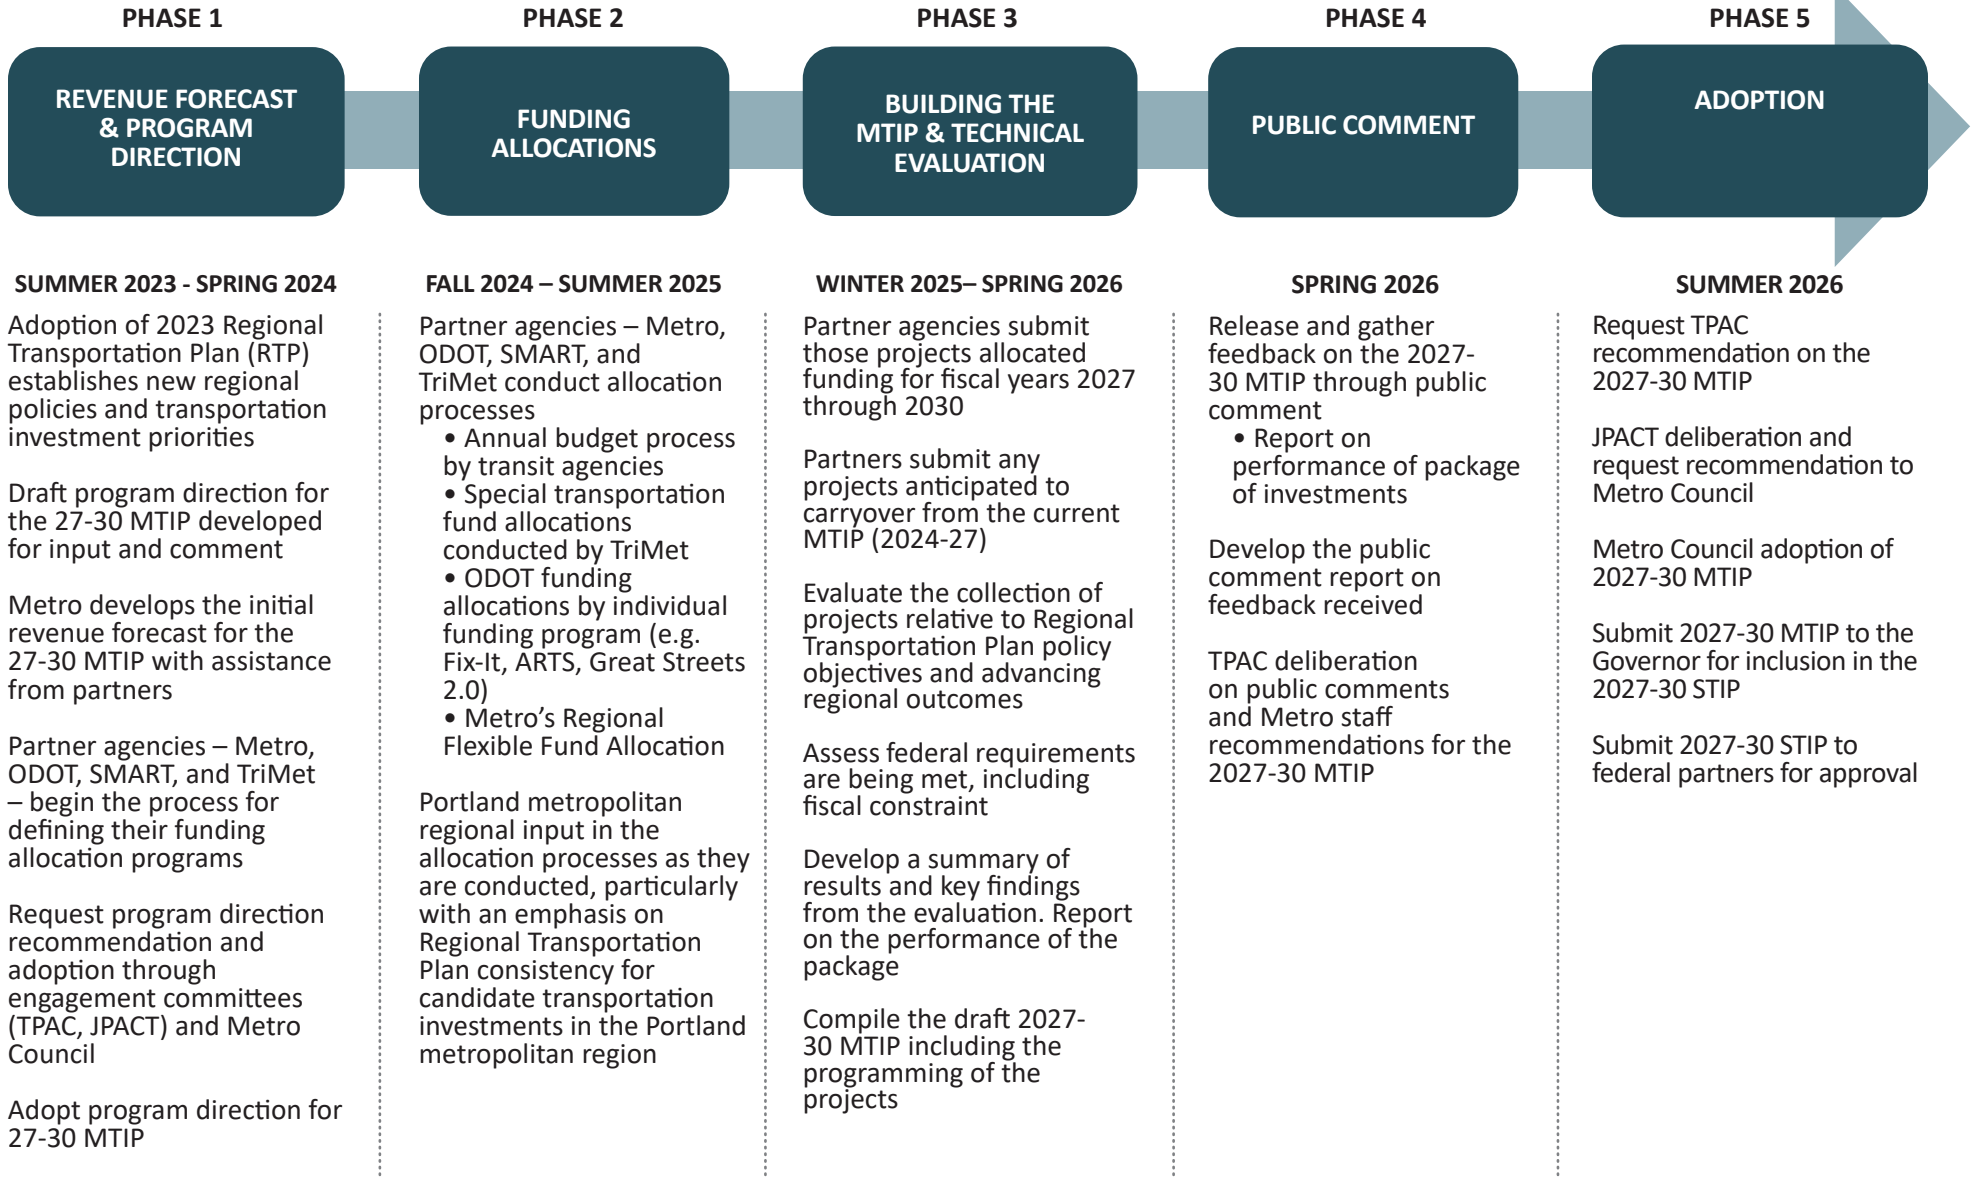 PHASE 1
REVENUE FORECAST
& PROGRAM
DIRECTION
SUMMER 2023 - SPRING 2024
Adoption of 2023 Regional
Transportation Plan (RTP)
establishes new regional
policies and transportation
investment priorities
Draft program direction for
the 27-30 MTIP developed
for input and comment
Metro develops the initial
revenue forecast for the
27-30 MTIP with assistance
from partners
Partner agencies – Metro,
ODOT, SMART, and TriMet
– begin the process for
defining their funding
allocation programs
Request program direction
recommendation and
adoption through
engagement committees
(TPAC, JPACT) and Metro
Council
Adopt program direction for
27-30 MTIP
PHASE 2
FUNDING
ALLOCATIONS
FALL 2024 – SUMMER 2025
Partner agencies – Metro,
ODOT, SMART, and
TriMet conduct allocation
processes
• Annual budget process
by transit agencies
• Special transportation
fund allocations
conducted by TriMet
• ODOT funding
allocations by individual
funding program (e.g.
Fix-It, ARTS, Great Streets
2.0)
• Metro’s Regional
Flexible Fund Allocation
Portland metropolitan
regional input in the
allocation processes as they
are conducted, particularly
with an emphasis on
Regional Transportation
Plan consistency for
candidate transportation
investments in the Portland
metropolitan region
PHASE 3
BUILDING THE
MTIP & TECHNICAL
EVALUATION
WINTER 2025– SPRING 2026
Partner agencies submit
those projects allocated
funding for fiscal years 2027
through 2030
Partners submit any
projects anticipated to
carryover from the current
MTIP (2024-27)
Evaluate the collection of
projects relative to Regional
Transportation Plan policy
objectives and advancing
regional outcomes
Assess federal requirements
are being met, including
fiscal constraint
Develop a summary of
results and key findings
from the evaluation. Report
on the performance of the
package
Compile the draft 2027-
30 MTIP including the
programming of the
projects
PHASE 4
PUBLIC COMMENT
SPRING 2026
Release and gather
feedback on the 2027-
30 MTIP through public
comment
• Report on
performance of package
of investments
Develop the public
comment report on
feedback received
TPAC deliberation
on public comments
and Metro staff
recommendations for the
2027-30 MTIP
PHASE 5
ADOPTION
SUMMER 2026
Request TPAC
recommendation on the
2027-30 MTIP
JPACT deliberation and
request recommendation to
Metro Council
Metro Council adoption of
2027-30 MTIP
Submit 2027-30 MTIP to the
Governor for inclusion in the
2027-30 STIP
Submit 2027-30 STIP to
federal partners for approval